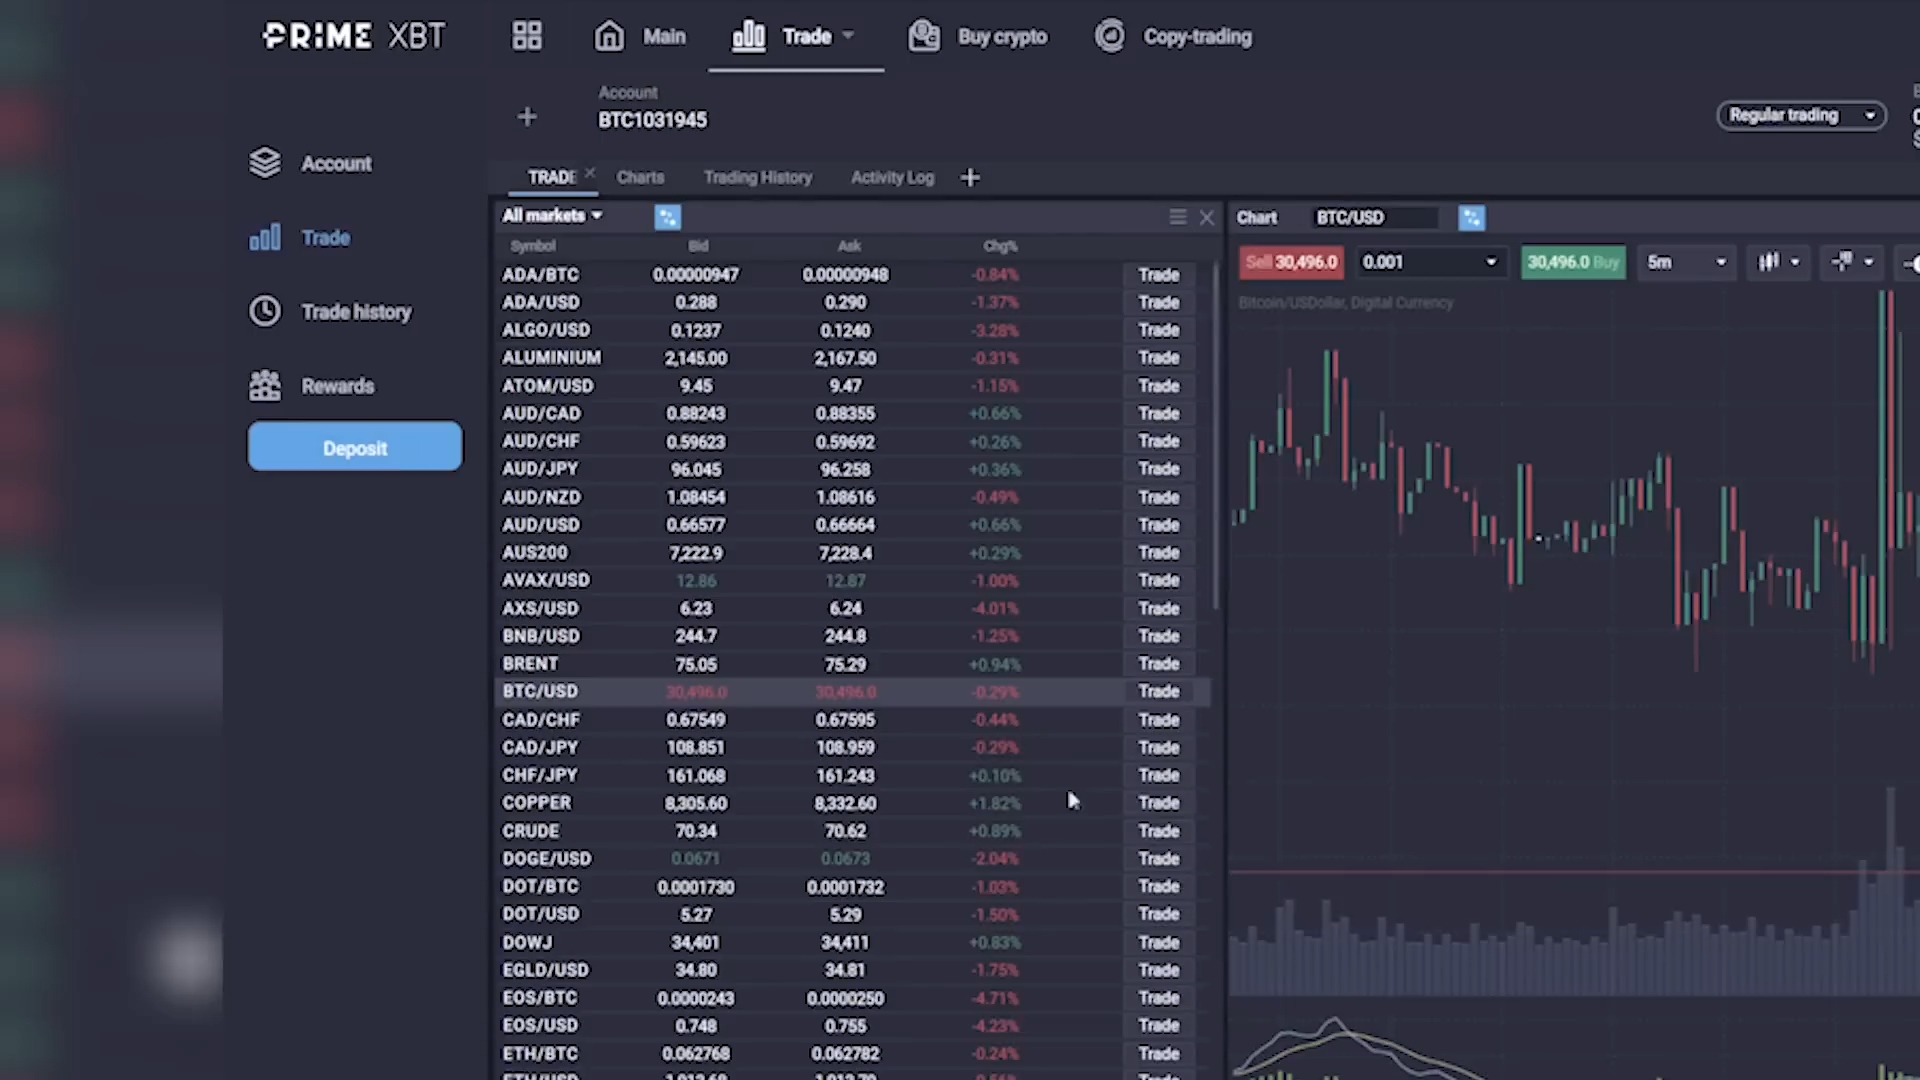 PRIME XBT
Main
Trade
Buy crypto
Copy-trading
Account
BTC1031945
Regular trading
Account
Trade
Trade history
Rewards
Deposit
TRADE
Charts
Trading History
Activity Log
All markets
Symbol Bid Ask Chg%
ADA/BTC 0.00000947 0.00000948 -0.84% Trade
ADA/USD 0.288 0.290 -1.37% Trade
ALGO/USD 0.1237 0.1240 -3.28% Trade
ALUMINIUM 2,145.00 2,167.50 -0.31% Trade
ATOM/USD 9.45 9.47 -1.15% Trade
AUD/CAD 0.88243 0.88355 +0.66% Trade
AUD/CHF 0.59623 0.59692 +0.26% Trade
AUD/JPY 96.045 96.258 +0.36% Trade
AUD/NZD 1.08454 1.08616 -0.49% Trade
AUD/USD 0.66577 0.66664 +0.66% Trade
AUS200 7,222.9 7,228.4 +0.29% Trade
AVAX/USD 12.86 12.87 -1.00% Trade
AXS/USD 6.23 6.24 -4.01% Trade
BNB/USD 244.7 244.8 -1.25% Trade
BRENT 75.05 75.29 +0.94% Trade
BTC/USD 30,496.0 30,496.0 -0.29% Trade
CAD/CHF 0.67549 0.67595 -0.44% Trade
CAD/JPY 108.851 108.959 -0.29% Trade
CHF/JPY 161.068 161.243 +0.10% Trade
COPPER 8,305.60 8,332.60 +1.82% Trade
CRUDE 70.34 70.62 +0.89% Trade
DOGE/USD 0.0671 0.0673 -2.04% Trade
DOT/BTC 0.0001730 0.0001732 -1.03% Trade
DOT/USD 5.27 5.29 -1.50% Trade
DOWJ 34,401 34,411 +0.83% Trade
EGLD/USD 34.80 34.81 -1.75% Trade
EOS/BTC 0.0000243 0.0000250 -4.71% Trade
EOS/USD 0.748 0.755 -4.23% Trade
ETH/BTC 0.062768 0.062782 -0.24% Trade
Chart BTC/USD
Sell 30,496.0 0.001 30,496.0 Buy 5m
Bitcoin/USDollar, Digital Currency